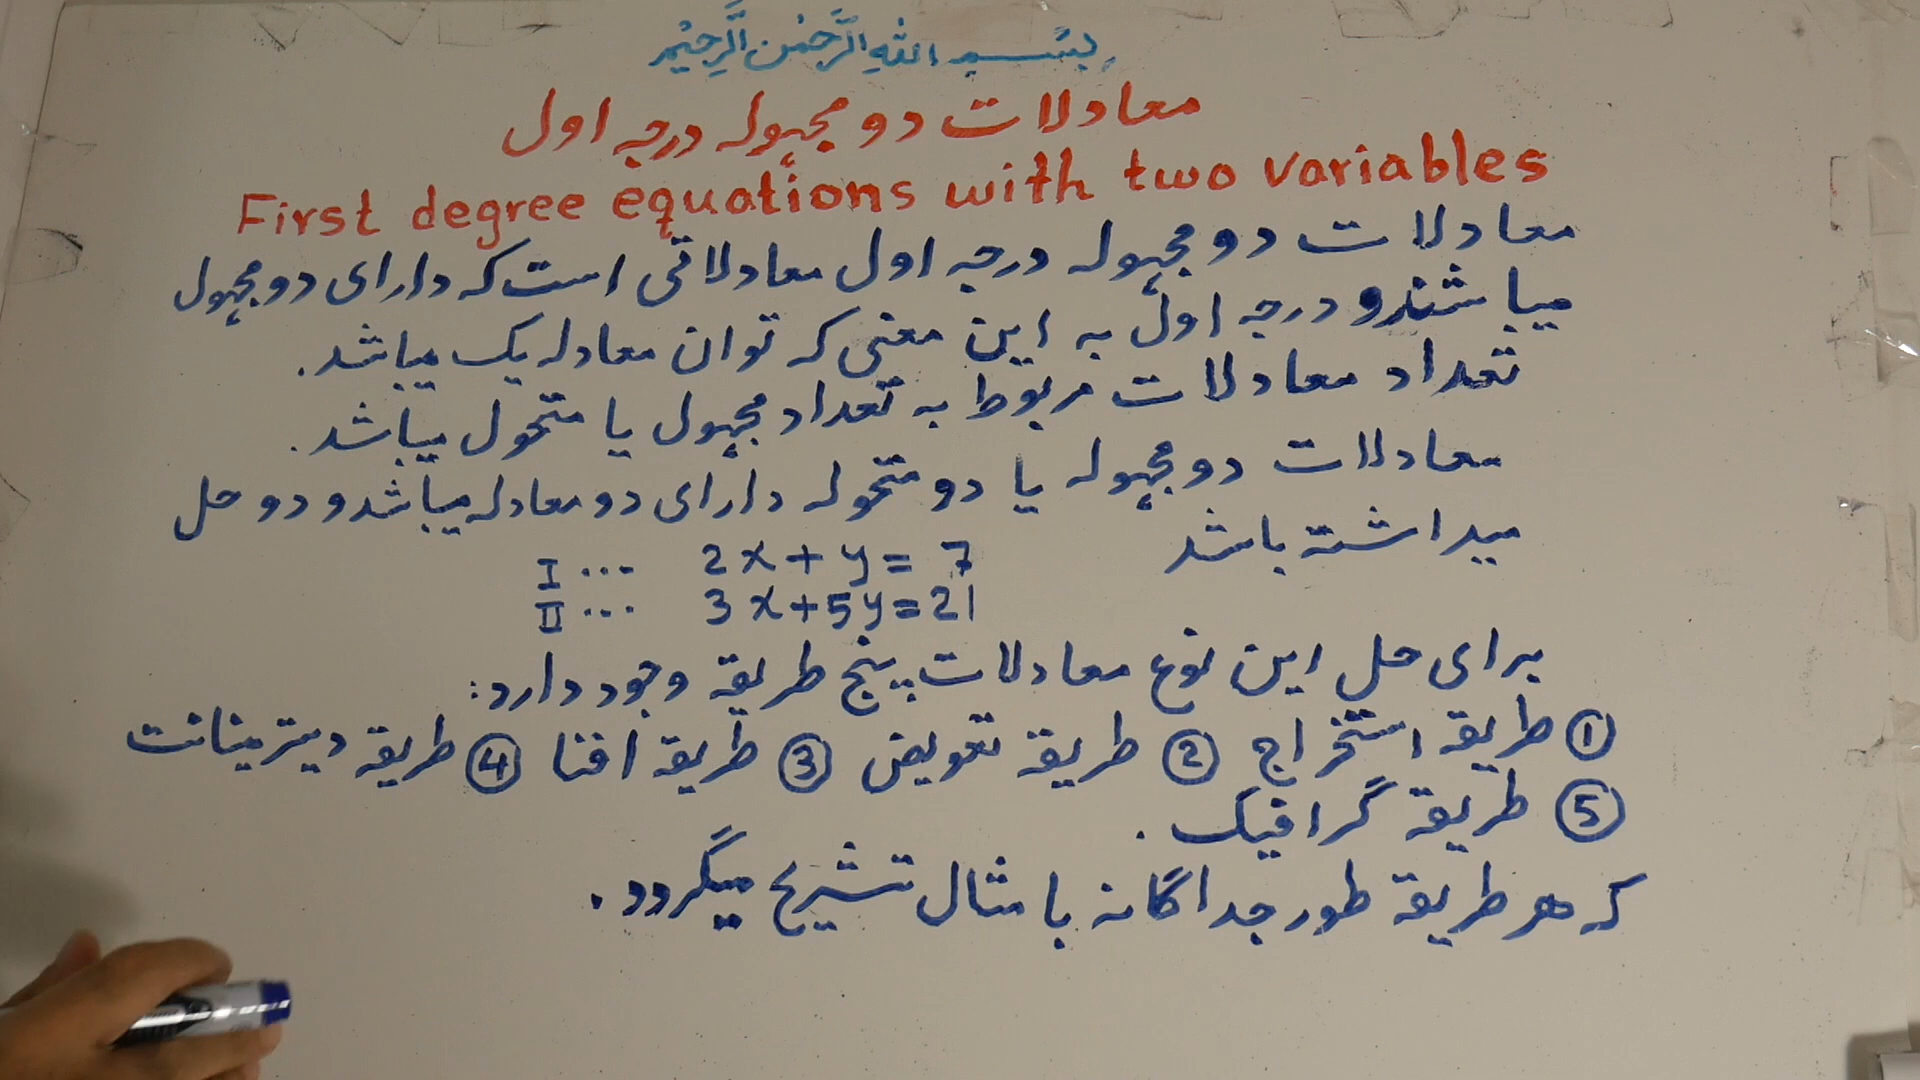 بِسْــمِ اللهِ الرَّحْمٰنِ الرَّحِيْمِ
معادلات دو مجهوله درجه اول
First degree equations with two variables
معادلات دو مجهوله درجه اول معادلاتی است که دارای دو مجهول
میباشند و درجه اول به این معنی که توان معادله یک میباشد.
تعداد معادلات مربوط به تعداد مجهول یا متحول میباشد.
معادلات دو مجهوله یا دو متحوله دارای دو معادله میباشد و دو حل
میداشته باشد
I ... 2x+y=7
II ... 3x+5y=21
برای حل این نوع معادلات پنج طریقه وجود دارد:
① طریقه استخراج ② طریقه تعویض ③ طریقه افنا ④ طریقه دیترمینانت
⑤ طریقه گرافیک.
که هر طریقه طور جداگانه با مثال تشریح میگردد.